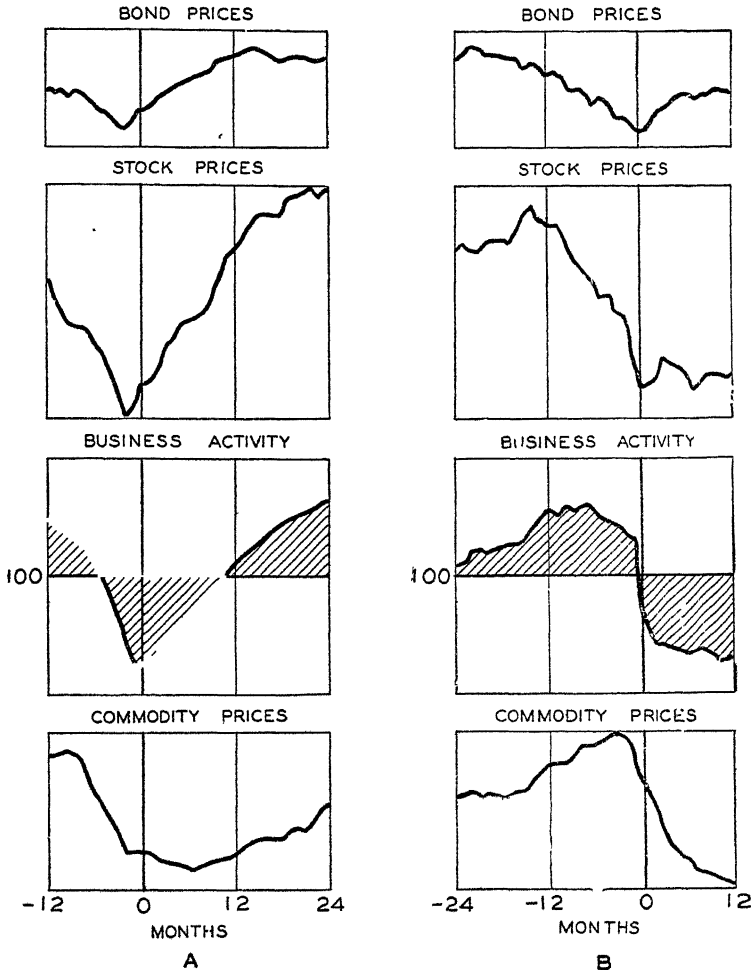 BOND PRICES
STOCK PRICES
BUSINESS ACTIVITY
100
COMMODITY PRICES
-12 0 12 24
MONTHS
A
BOND PRICES
STOCK PRICES
BUSINESS ACTIVITY
100
COMMODITY PRICES
-24 -12 0 12
MONTHS
B